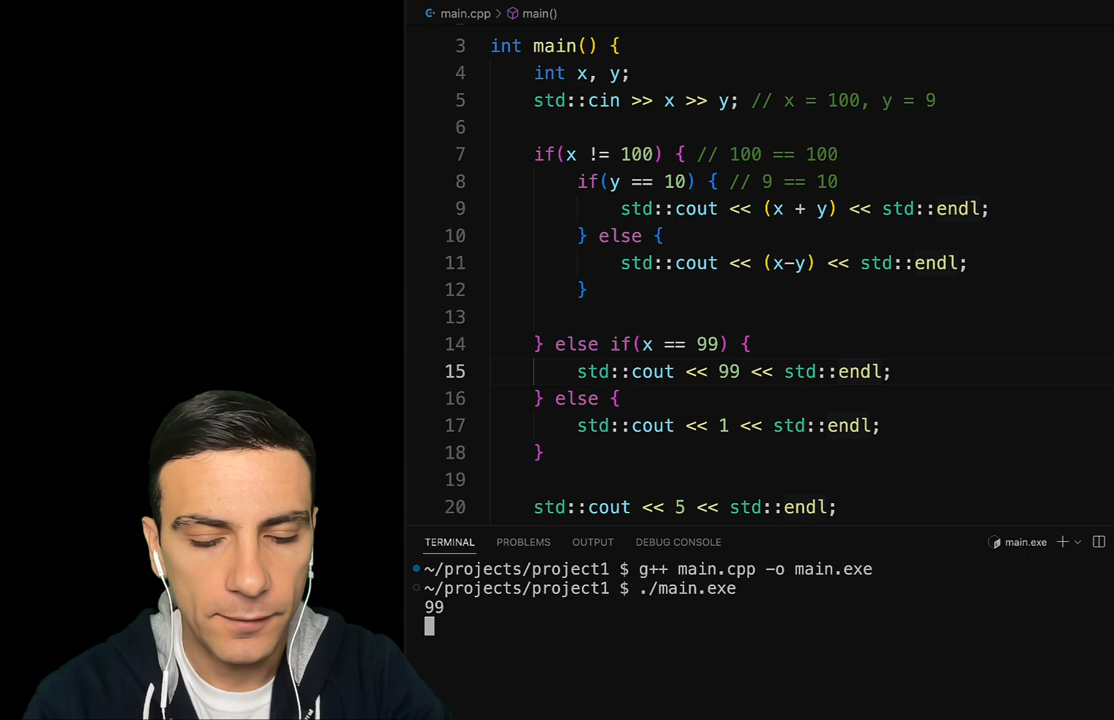 main.cpp > main()
3 int main() {
4 int x, y;
5 std::cin >> x >> y; // x = 100, y = 9
6
7 if(x != 100) { // 100 == 100
8 if(y == 10) { // 9 == 10
9 std::cout << (x + y) << std::endl;
10 } else {
11 std::cout << (x-y) << std::endl;
12 }
13
14 } else if(x == 99) {
15 std::cout << 99 << std::endl;
16 } else {
17 std::cout << 1 << std::endl;
18 }
19
20 std::cout << 5 << std::endl;
TERMINAL PROBLEMS OUTPUT DEBUG CONSOLE main.exe
~/projects/project1 $ g++ main.cpp -o main.exe
~/projects/project1 $ ./main.exe
99